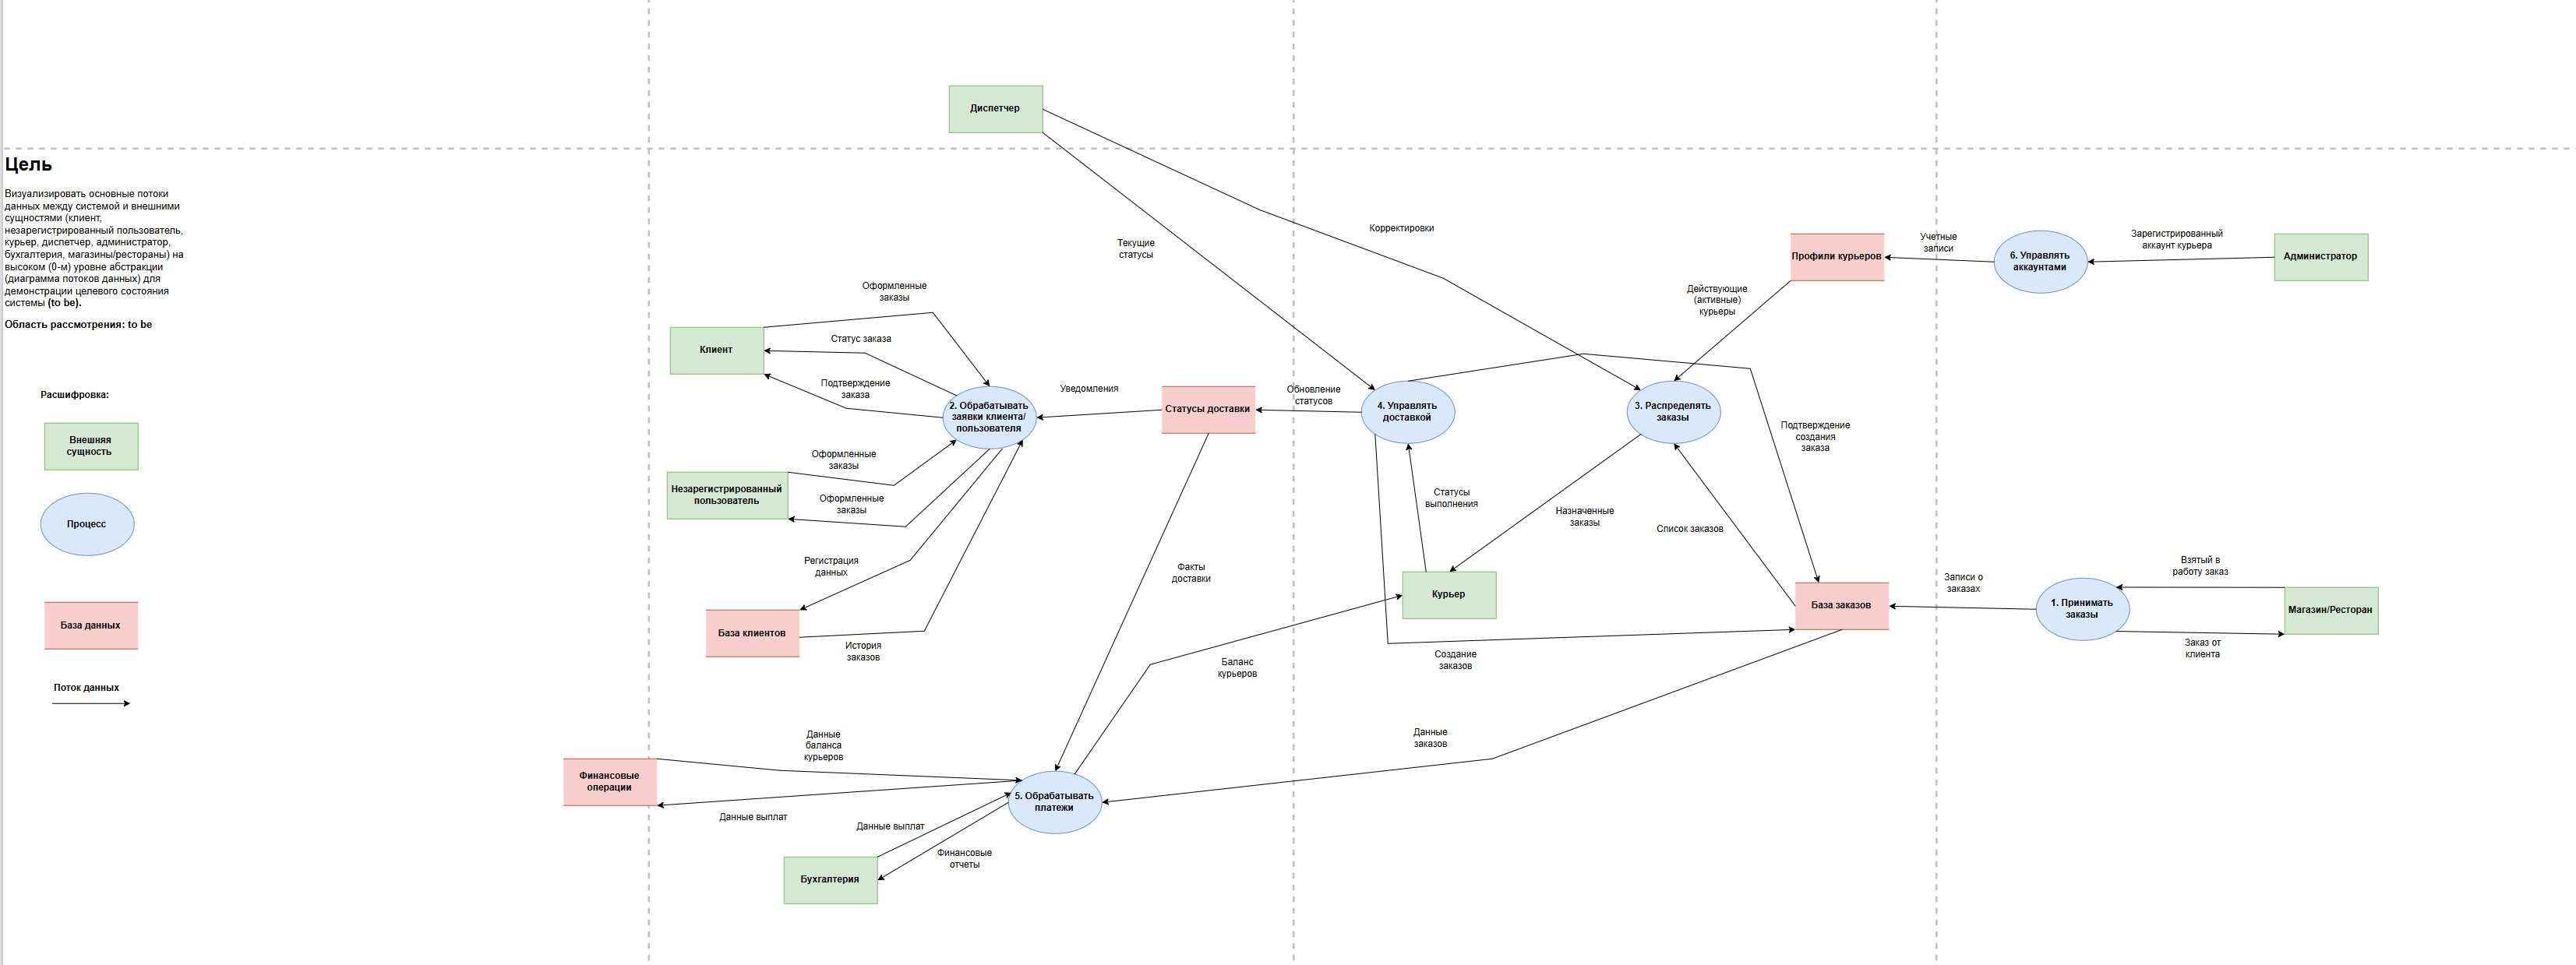 Цель
Визуализировать основные потоки
данных между системой и внешними
сущностями (клиент,
незарегистрированный пользователь,
курьер, диспетчер, администратор,
бухгалтерия, магазины/рестораны) на
высоком (0-м) уровне абстракции
(диаграмма потоков данных) для
демонстрации целевого состояния
системы (to be).
Область рассмотрения: to be
Расшифровка:
Внешняя
сущность
Процесс
База данных
Поток данных
Диспетчер
Текущие
статусы
Корректировки
Оформленные
заказы
Клиент
Статус заказа
Подтверждение
заказа
2. Обрабатывать
заявки клиента/
пользователя
Уведомления
Статусы доставки
Обновление
статусов
4. Управлять
доставкой
3. Распределять
заказы
Действующие
(активные)
курьеры
Профили курьеров
Учетные
записи
6. Управлять
аккаунтами
Зарегистрированный
аккаунт курьера
Администратор
Оформленные
заказы
Незарегистрированный
пользователь
Оформленные
заказы
Регистрация
данных
База клиентов
История
заказов
Факты
доставки
Статусы
выполнения
Назначенные
заказы
Список заказов
Подтверждение
создания
заказа
Курьер
База заказов
Записи о
заказах
1. Принимать
заказы
Взятый в
работу заказ
Магазин/Ресторан
Заказ от
клиента
Баланс
курьеров
Создание
заказов
Данные
заказов
Данные
баланса
курьеров
Финансовые
операции
Данные выплат
5. Обрабатывать
платежи
Данные выплат
Финансовые
отчеты
Бухгалтерия